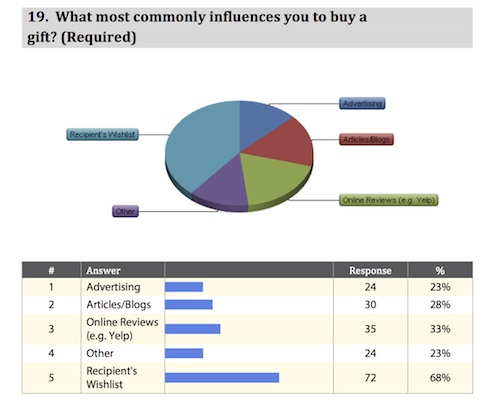 19. What most commonly influences you to buy a
gift? (Required)
Advertising
Recipient's Wishlist
Articles/Blogs
Online Reviews (e.g. Yelp)
Other
# Answer Response %
1 Advertising 24 23%
2 Articles/Blogs 30 28%
3 Online Reviews
(e.g. Yelp) 35 33%
4 Other 24 23%
5 Recipient's
Wishlist 72 68%